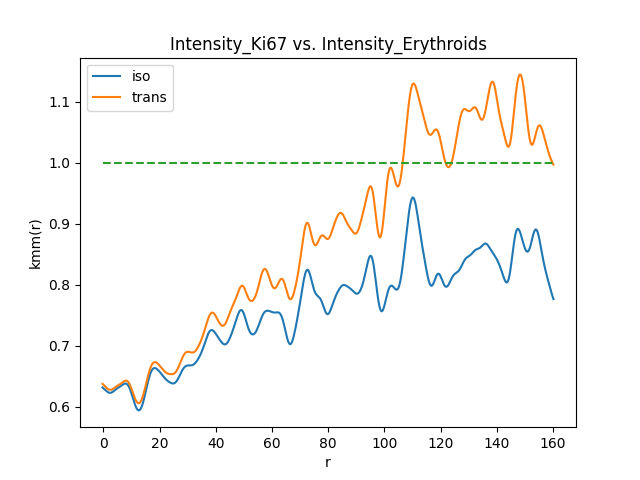 Intensity_Ki67 vs. Intensity_Erythroids
iso
trans
1.1
1.0
0.9
0.8
0.7
0.6
kmm(r)
0 20 40 60 80 100 120 140 160
r